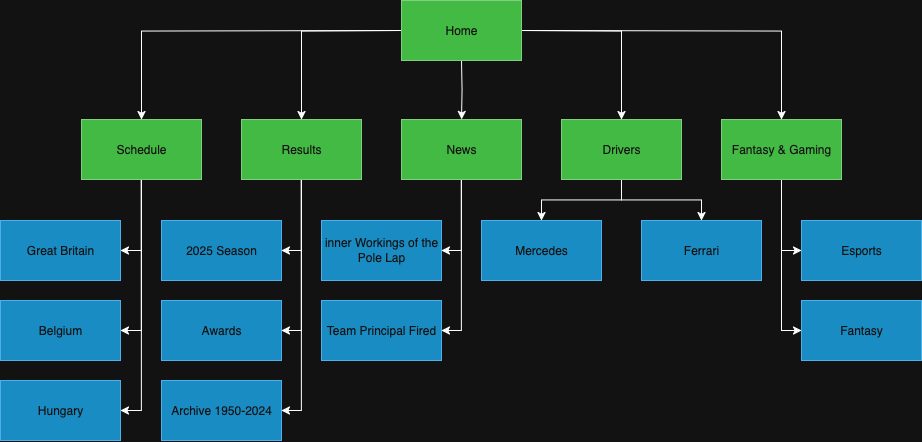 Home
Schedule
Results
News
Drivers
Fantasy & Gaming
Great Britain
2025 Season
inner Workings of the
Pole Lap
Mercedes
Ferrari
Esports
Belgium
Awards
Team Principal Fired
Fantasy
Hungary
Archive 1950-2024